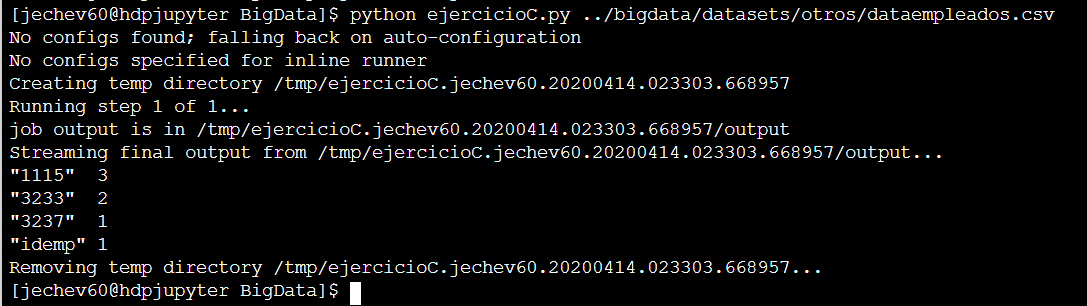 [jechev60@hdpjupyter BigData]$ python ejercicioC.py ../bigdata/datasets/otros/dataempleados.csv
No configs found; falling back on auto-configuration
No configs specified for inline runner
Creating temp directory /tmp/ejercicioC.jechev60.20200414.023303.668957
Running step 1 of 1...
job output is in /tmp/ejercicioC.jechev60.20200414.023303.668957/output
Streaming final output from /tmp/ejercicioC.jechev60.20200414.023303.668957/output...
"1115"  3
"3233"  2
"3237"  1
"idemp" 1
Removing temp directory /tmp/ejercicioC.jechev60.20200414.023303.668957...
[jechev60@hdpjupyter BigData]$